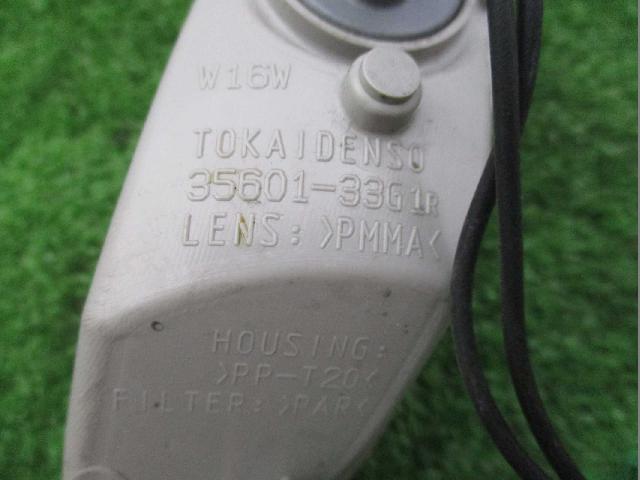 W16W
TOKAIDENSO
35601-33G1R
LENS: >PMMA<
HOUSING:
>PP-T20<
FILTER: >PAR<